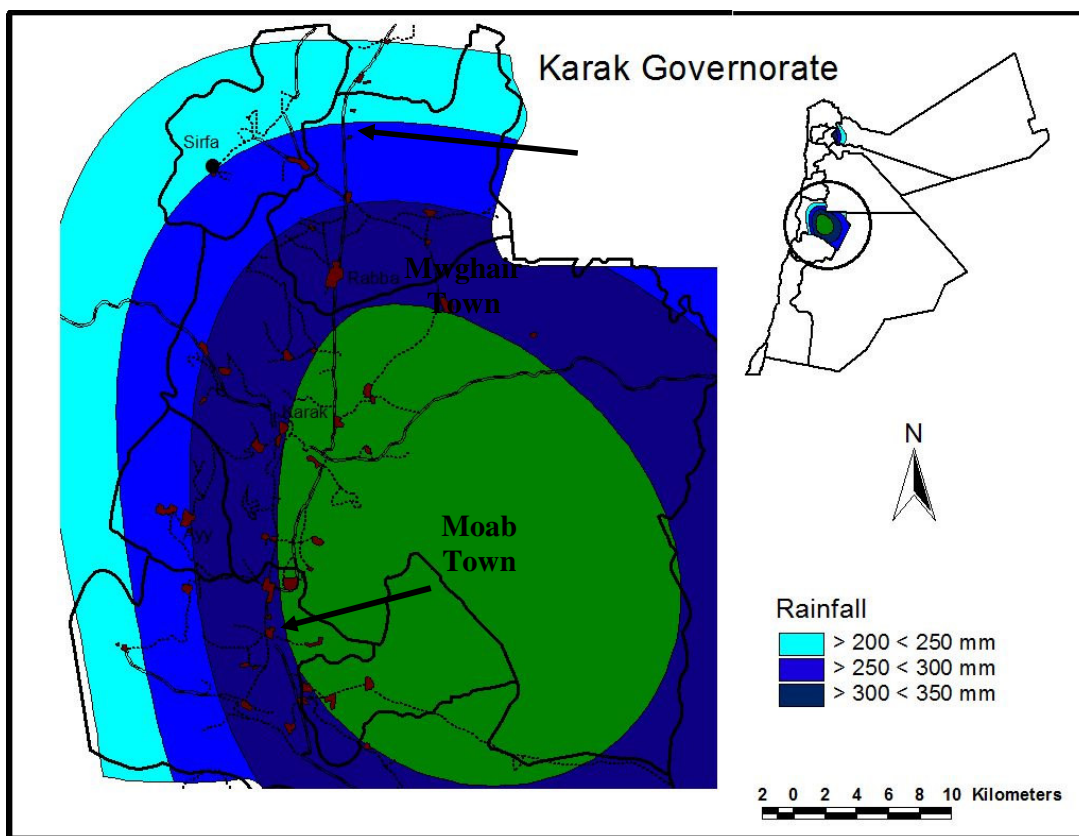 Karak Governorate
Sirfa
Mwghair
Rabba
Town
Karak
Moab
Town
Ayy
N
Rainfall
> 200 < 250 mm
> 250 < 300 mm
> 300 < 350 mm
2 0 2 4 6 8 10 Kilometers